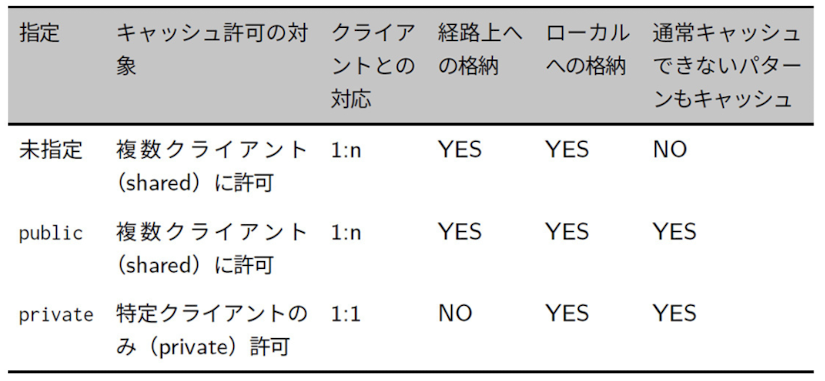 指定 キャッシュ許可の対象 クライアントとの対応 経路上への格納 ローカルへの格納 通常キャッシュできないパターンもキャッシュ
未指定 複数クライアント（shared）に許可 1:n YES YES NO
public 複数クライアント（shared）に許可 1:n YES YES YES
private 特定クライアントのみ（private）許可 1:1 NO YES YES